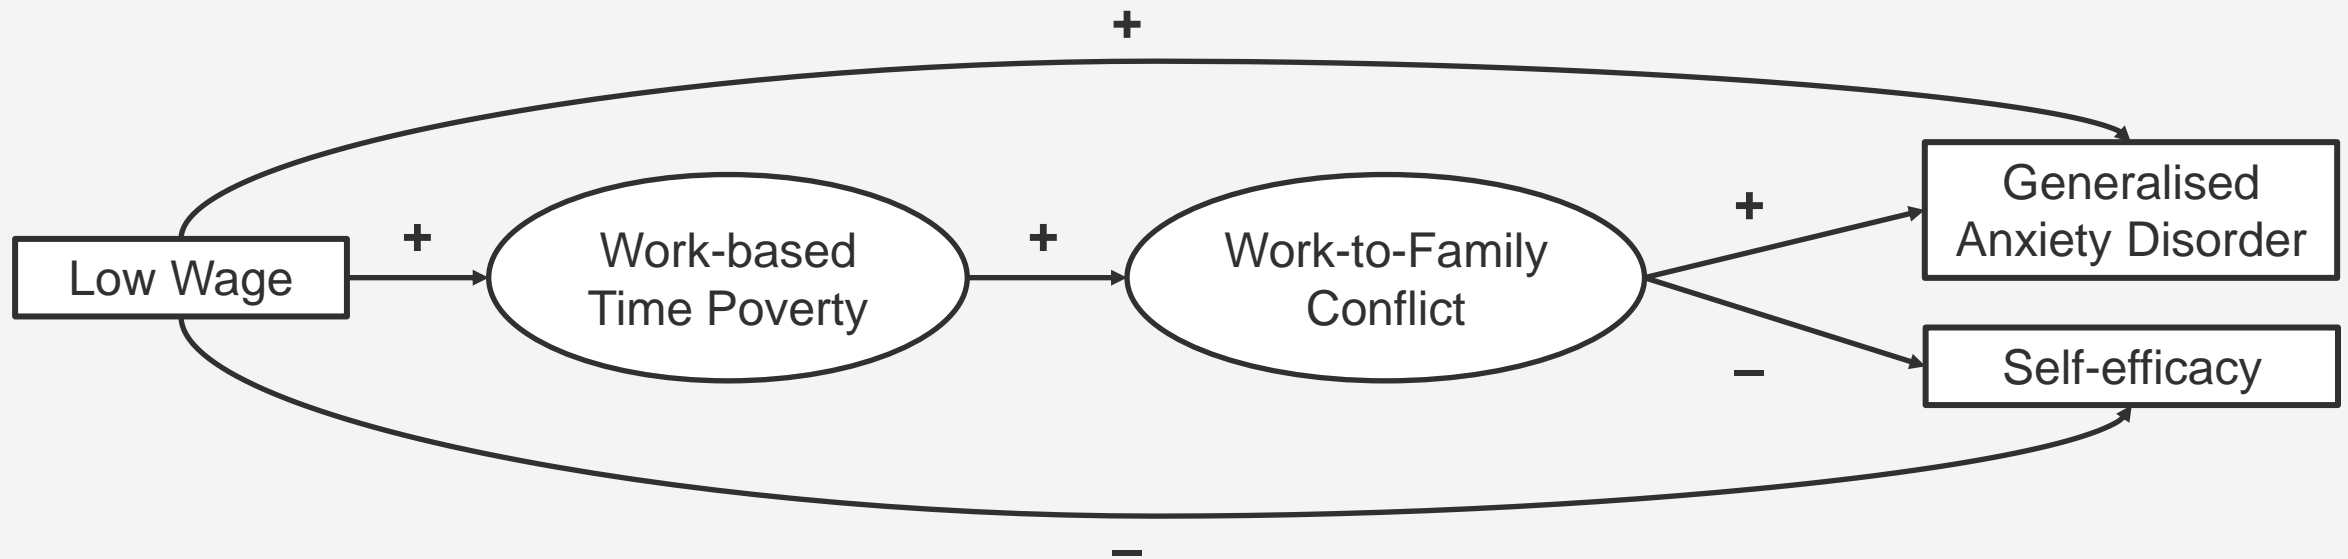 +
Generalised
Anxiety Disorder
+
+
+
Low Wage
Work-based
Time Poverty
Work-to-Family
Conflict
–
Self-efficacy
–